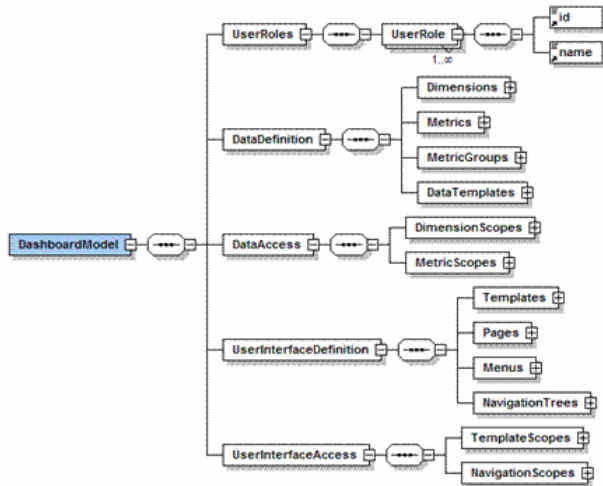 UserRoles
UserRole
1..∞
id
name
DataDefinition
Dimensions
Metrics
MetricGroups
DataTemplates
DashboardModel
DataAccess
DimensionScopes
MetricScopes
UserInterfaceDefinition
Templates
Pages
Menus
NavigationTrees
UserInterfaceAccess
TemplateScopes
NavigationScopes